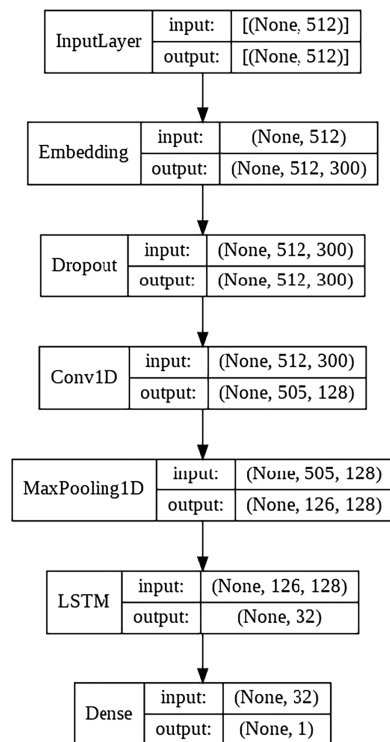 InputLayer
input: [(None, 512)]
output: [(None, 512)]
Embedding
input: (None, 512)
output: (None, 512, 300)
Dropout
input: (None, 512, 300)
output: (None, 512, 300)
Conv1D
input: (None, 512, 300)
output: (None, 505, 128)
MaxPooling1D
input: (None, 505, 128)
output: (None, 126, 128)
LSTM
input: (None, 126, 128)
output: (None, 32)
Dense
input: (None, 32)
output: (None, 1)